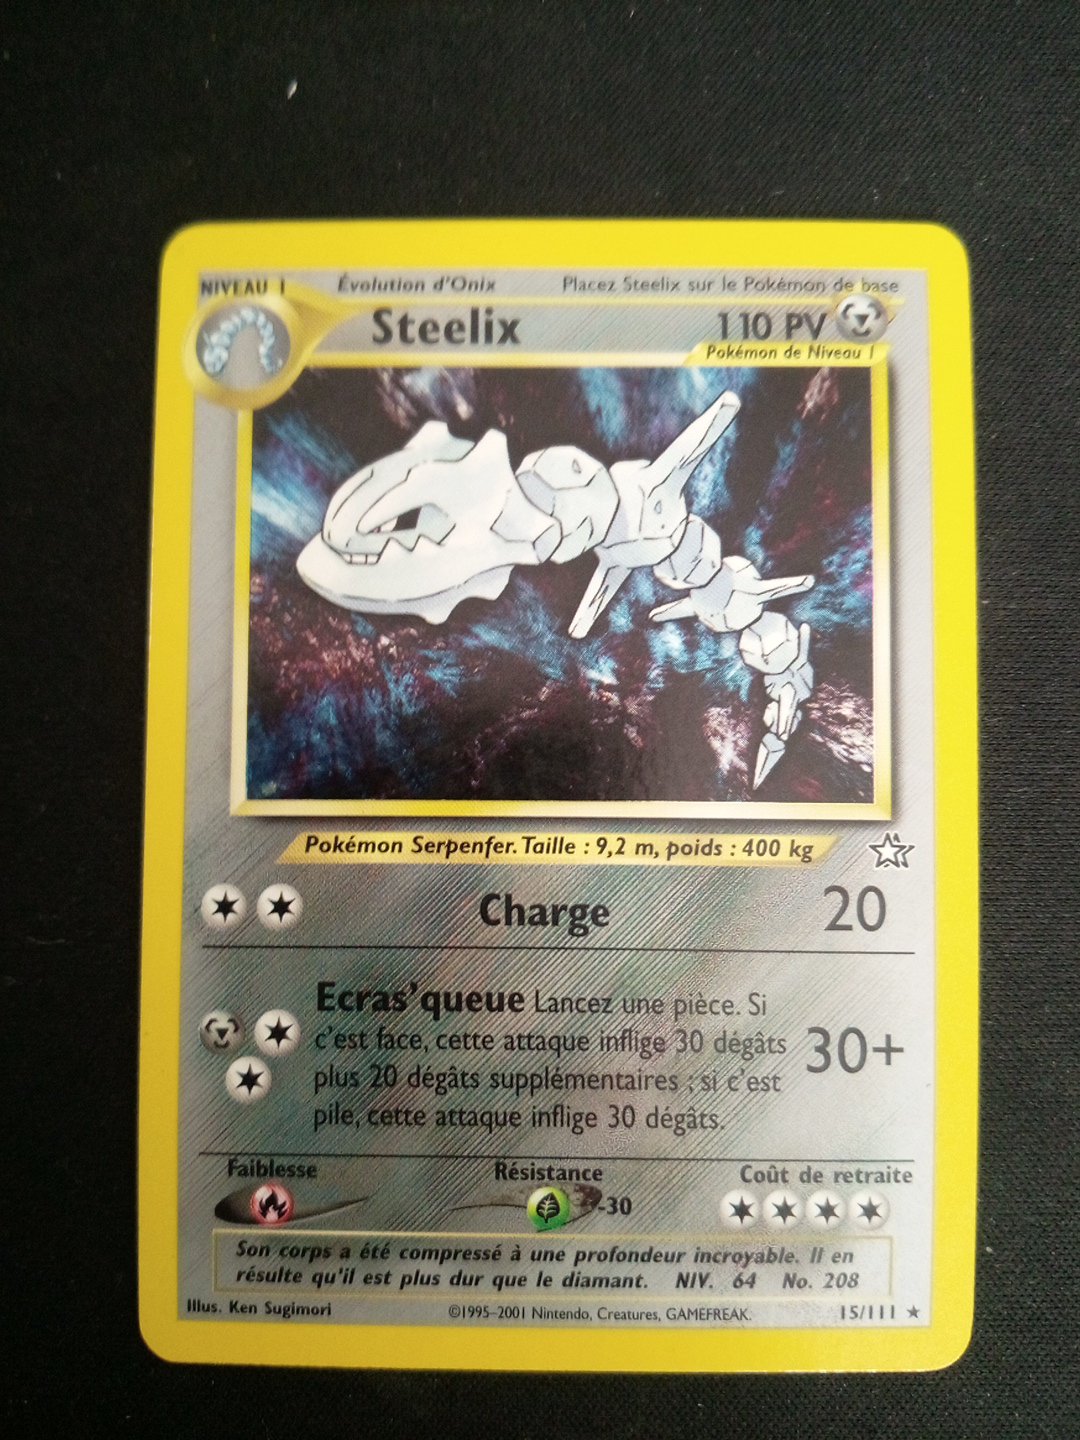 NIVEAU 1
Évolution d'Onix
Placez Steelix sur le Pokémon de base
Steelix
110 PV
Pokémon de Niveau 1
Pokémon Serpenfer. Taille : 9,2 m, poids : 400 kg
Charge 20
Ecras'queue Lancez une pièce. Si
c'est face, cette attaque inflige 30 dégâts
plus 20 dégâts supplémentaires ; si c'est
pile, cette attaque inflige 30 dégâts.
30+
Faiblesse
Résistance
Coût de retraite
-30
Son corps a été compressé à une profondeur incroyable. Il en
résulte qu'il est plus dur que le diamant. NIV. 64 No. 208
Illus. Ken Sugimori
©1995-2001 Nintendo, Creatures, GAMEFREAK.
15/111 ★